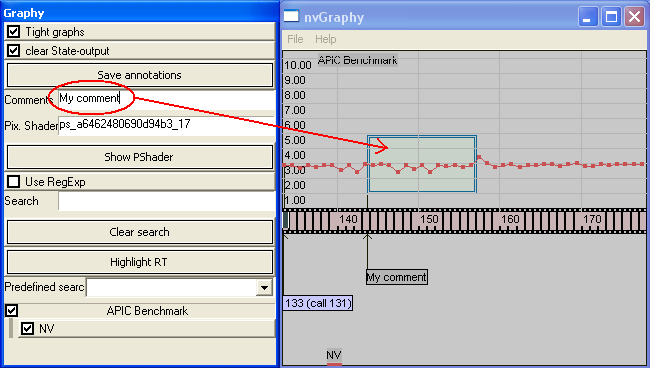 Graphy
Tight graphs
clear State-output
Save annotations
Comments My comment
Pix. Shader ps_a6462480690d94b3_17
Show PShader
Use RegExp
Search
Clear search
Highlight RT
Predefined searc
APIC Benchmark
NV
nvGraphy
File Help
APIC Benchmark
10.00
9.00
8.00
7.00
6.00
5.00
4.00
3.00
2.00
1.00
140 150 160 170
My comment
133 (call 131)
NV